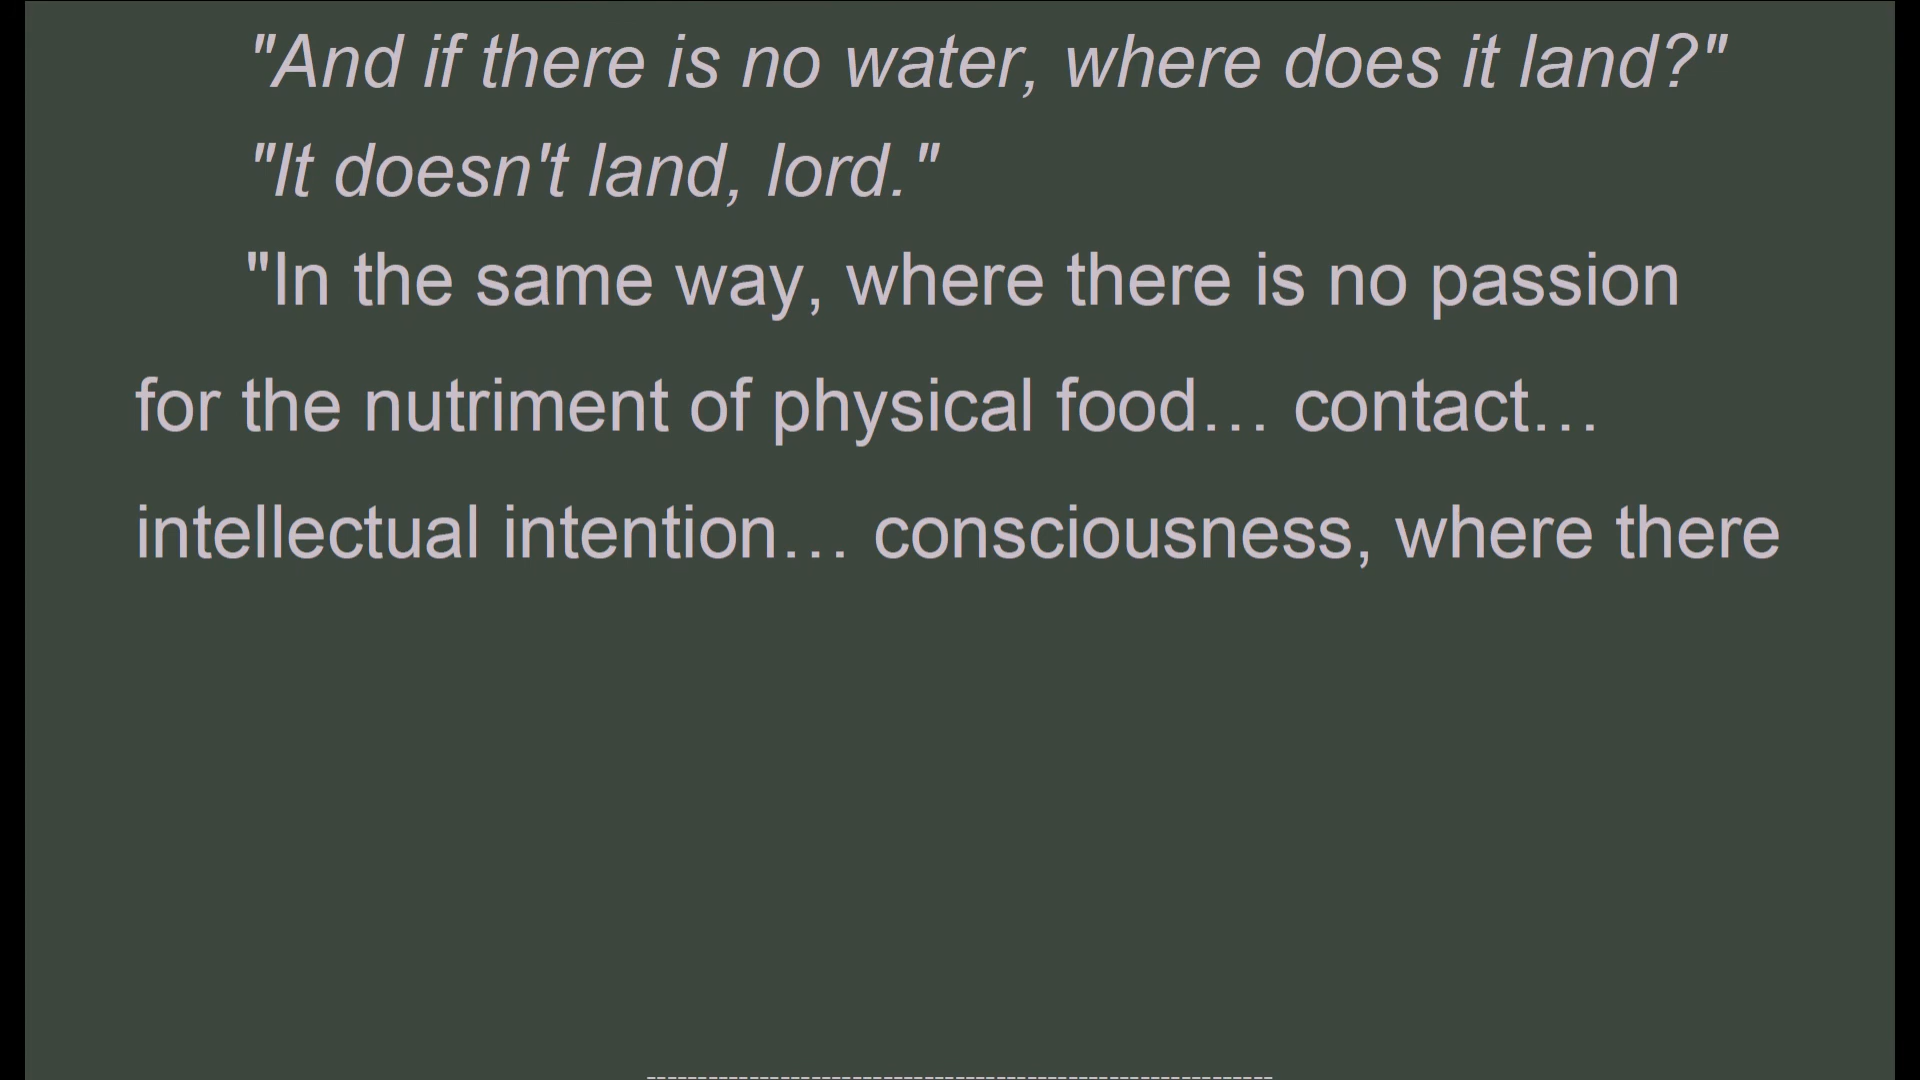 "And if there is no water, where does it land?"
"It doesn't land, lord."
"In the same way, where there is no passion
for the nutriment of physical food… contact…
intellectual intention… consciousness, where there